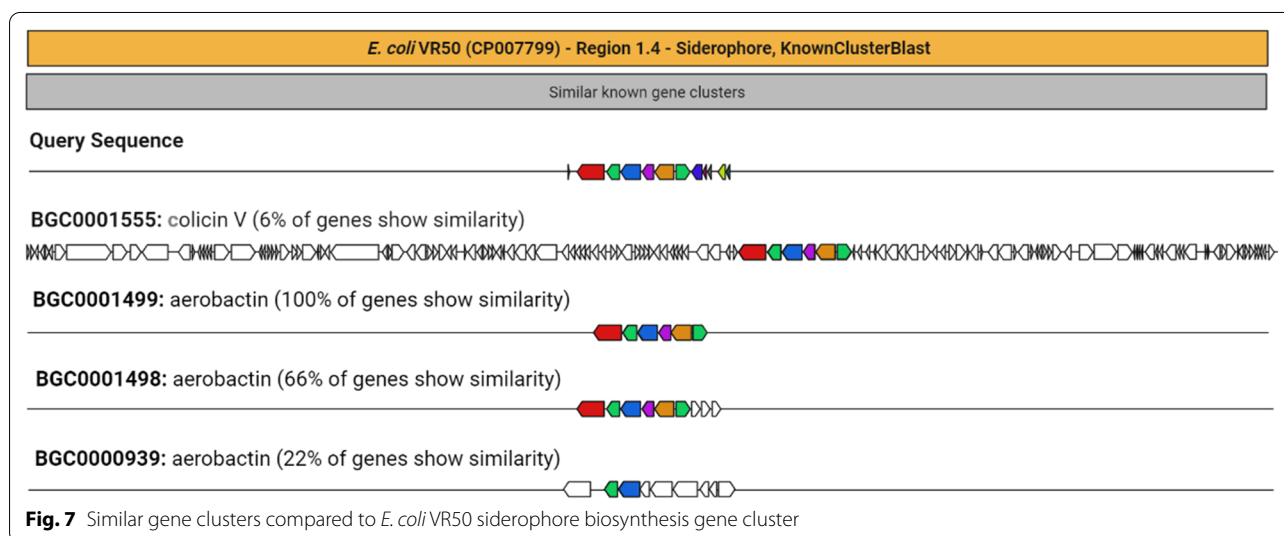 E. coli VR50 (CP007799) - Region 1.4 - Siderophore, KnownClusterBlast
Similar known gene clusters
Query Sequence
BGC0001555: colicin V (6% of genes show similarity)
BGC0001499: aerobactin (100% of genes show similarity)
BGC0001498: aerobactin (66% of genes show similarity)
BGC0000939: aerobactin (22% of genes show similarity)
Fig. 7 Similar gene clusters compared to E. coli VR50 siderophore biosynthesis gene cluster